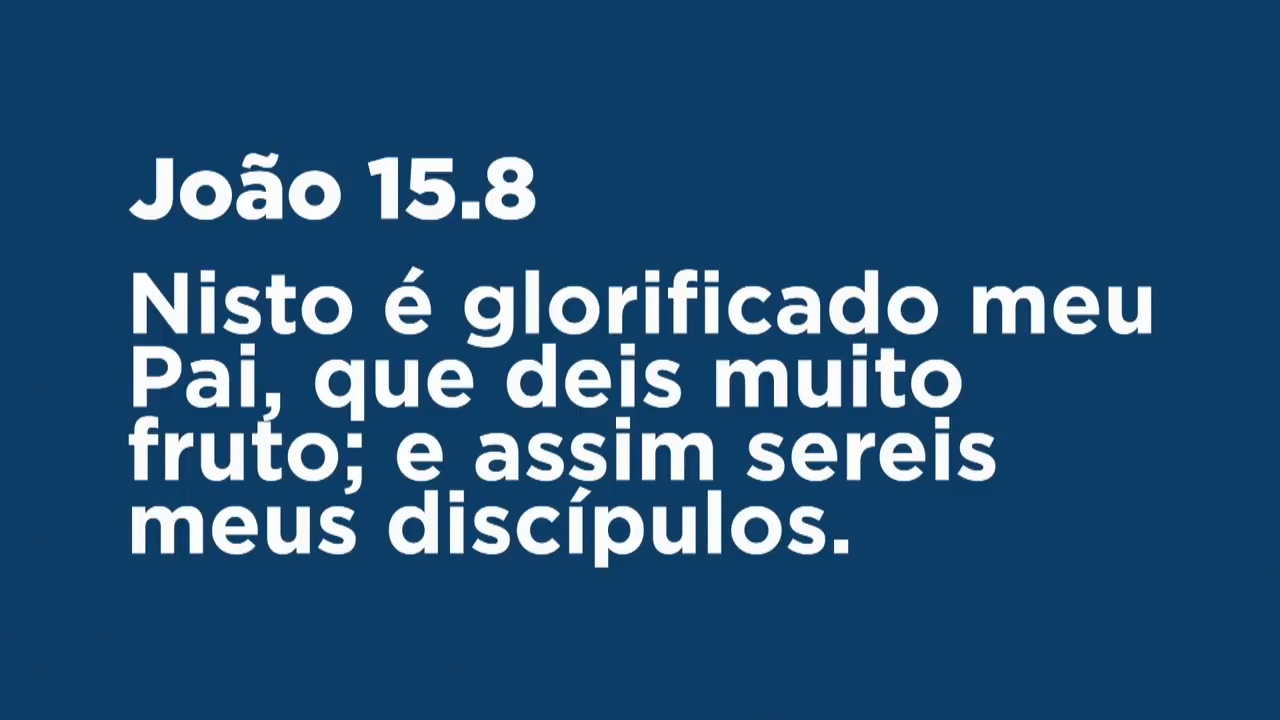 João 15.8
Nisto é glorificado meu
Pai, que deis muito
fruto; e assim sereis
meus discípulos.